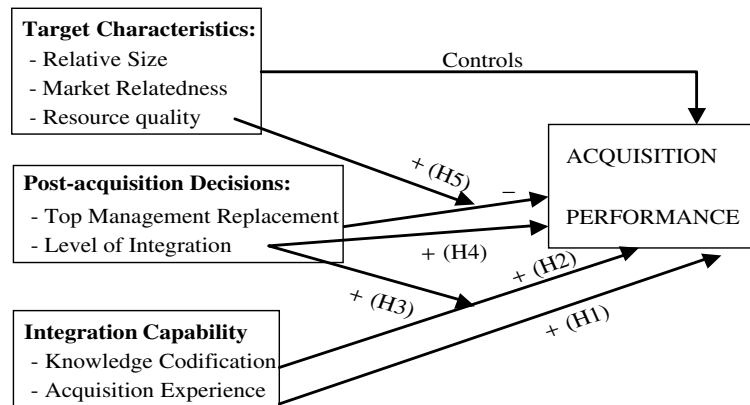 Target Characteristics:
- Relative Size
- Market Relatedness
- Resource quality
Controls
+ (H5)
ACQUISITION
PERFORMANCE
Post-acquisition Decisions:
- Top Management Replacement
- Level of Integration
–
+ (H4)
+ (H2)
+ (H3)
+ (H1)
Integration Capability
- Knowledge Codification
- Acquisition Experience